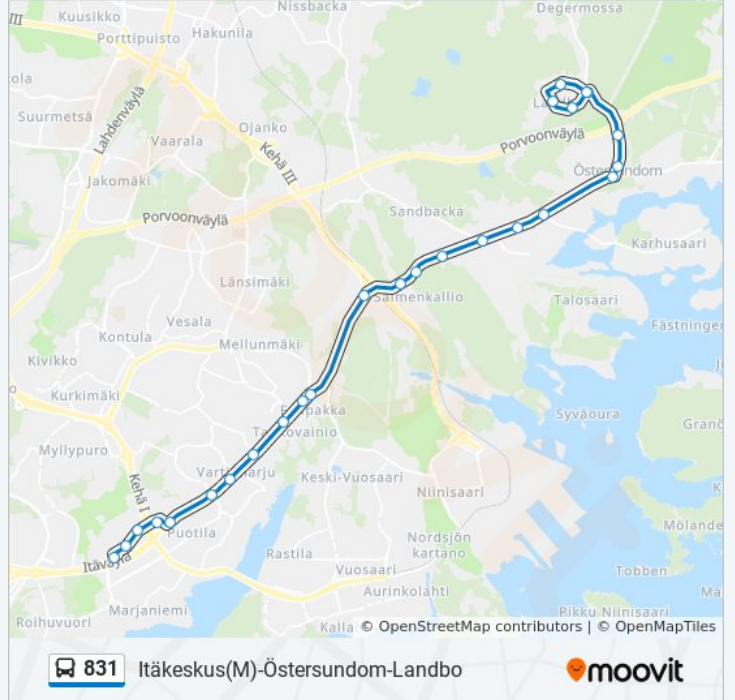 III
Kuusikko
Nissbacka
Degermossa
Porttipuisto
Hakunila
Suurmetsä
Lahdenväylä
Ojanko
Vaarala
Kehä III
Porvoonväylä
Jakomäki
Östersundom
Porvoonväylä
Sandbacka
Karhusaari
Länsimäki
Salmenkallio
Talosaari
Vesala
Kontula
Mellunmäki
Kivikko
Kurkimäki
Syväoura
Myllypuro
Keski-Vuosaari
Kehä I
Niinisaari
Puotila
Nordsjön
kartano
Rastila
Itäväylä
Vuosaari
Tobben
Aurinkolahti
Marjaniemi
Pikku Niinisaari
Roihuvuori
Kalla
© OpenStreetMap contributors | © OpenMapTiles
831 Itäkeskus(M)-Östersundom-Landbo
moovit